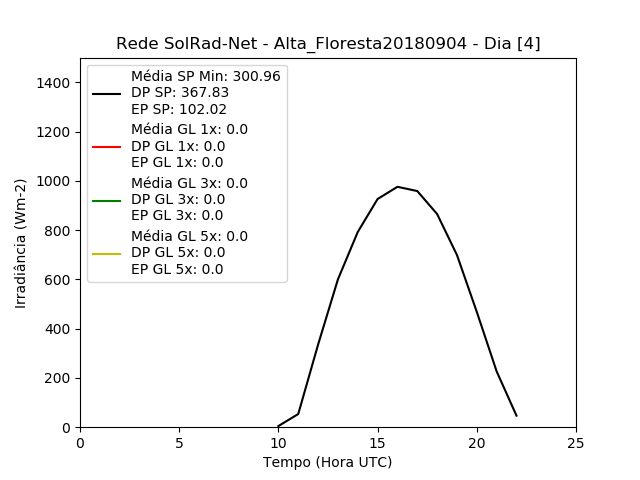 Rede SolRad-Net - Alta_Floresta20180904 - Dia [4]
Média SP Min: 300.96
DP SP: 367.83
EP SP: 102.02
Média GL 1x: 0.0
DP GL 1x: 0.0
EP GL 1x: 0.0
Média GL 3x: 0.0
DP GL 3x: 0.0
EP GL 3x: 0.0
Média GL 5x: 0.0
DP GL 5x: 0.0
EP GL 5x: 0.0
Irradiância (Wm-2)
1400
1200
1000
800
600
400
200
0
0 5 10 15 20 25
Tempo (Hora UTC)